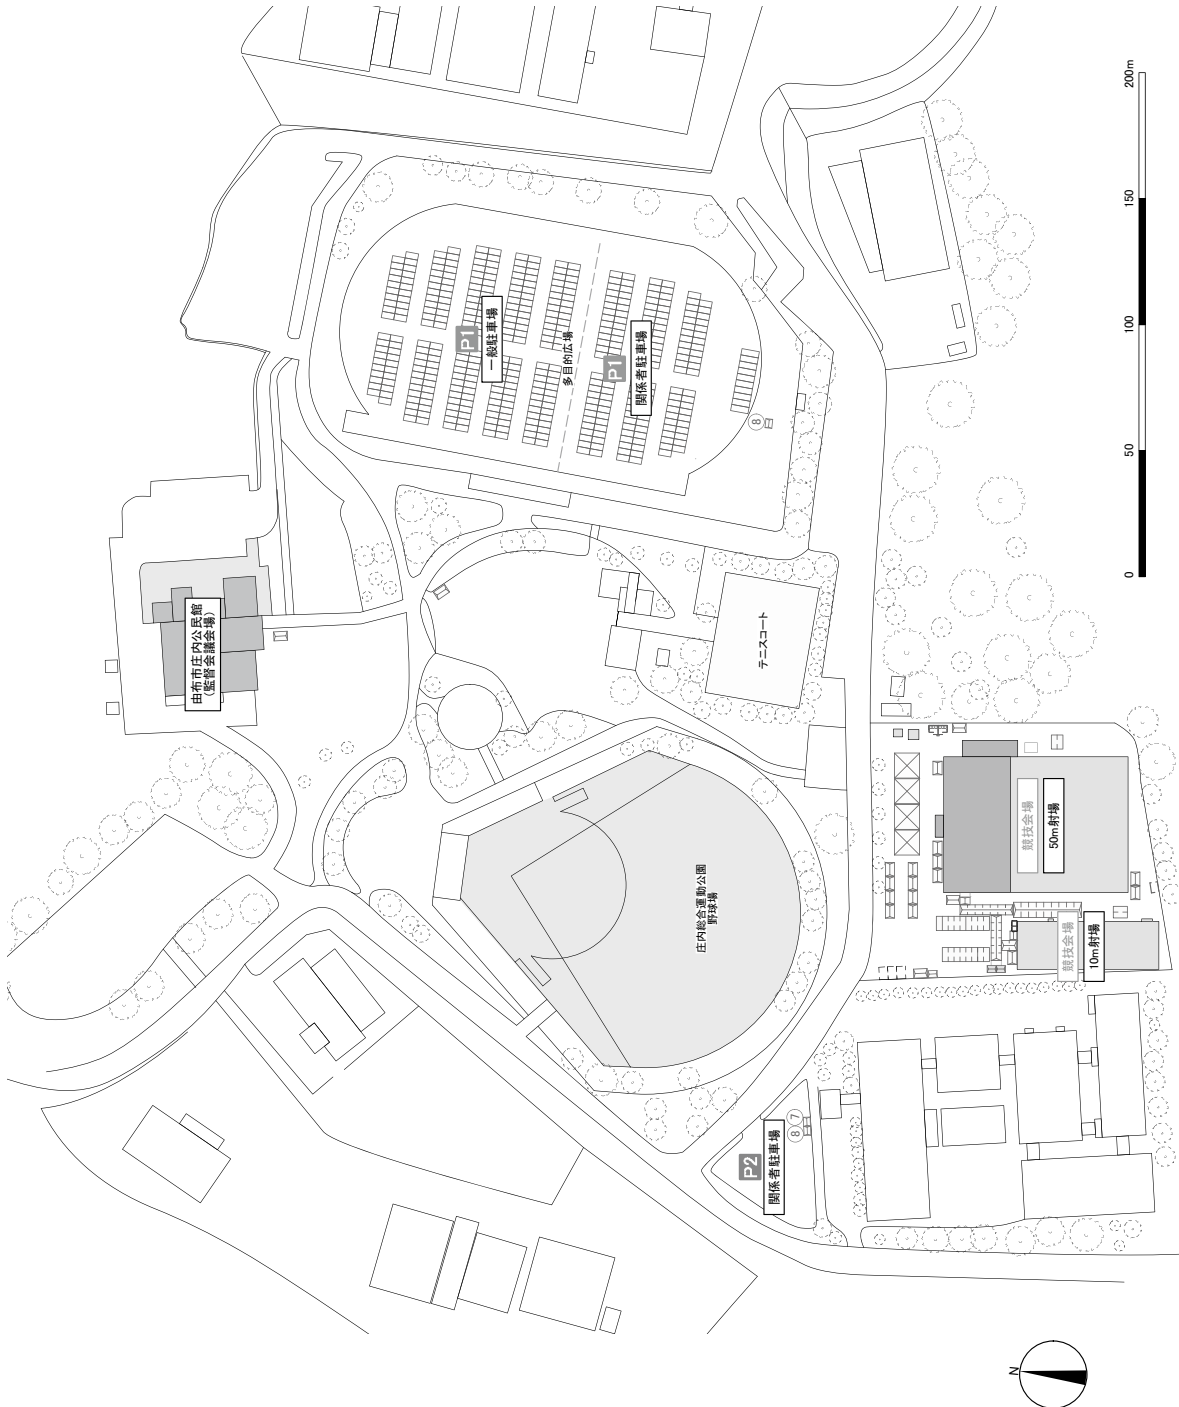 由布市庄内公民館
（監督会議会場）
P1
一般駐車場
多目的広場
P1
関係者駐車場
8
テニスコート
庄内総合運動公園
野球場
競技会場
50m射場
競技会場
10m射場
P2
関係者駐車場
8 7
0 50 100 150 200m
N